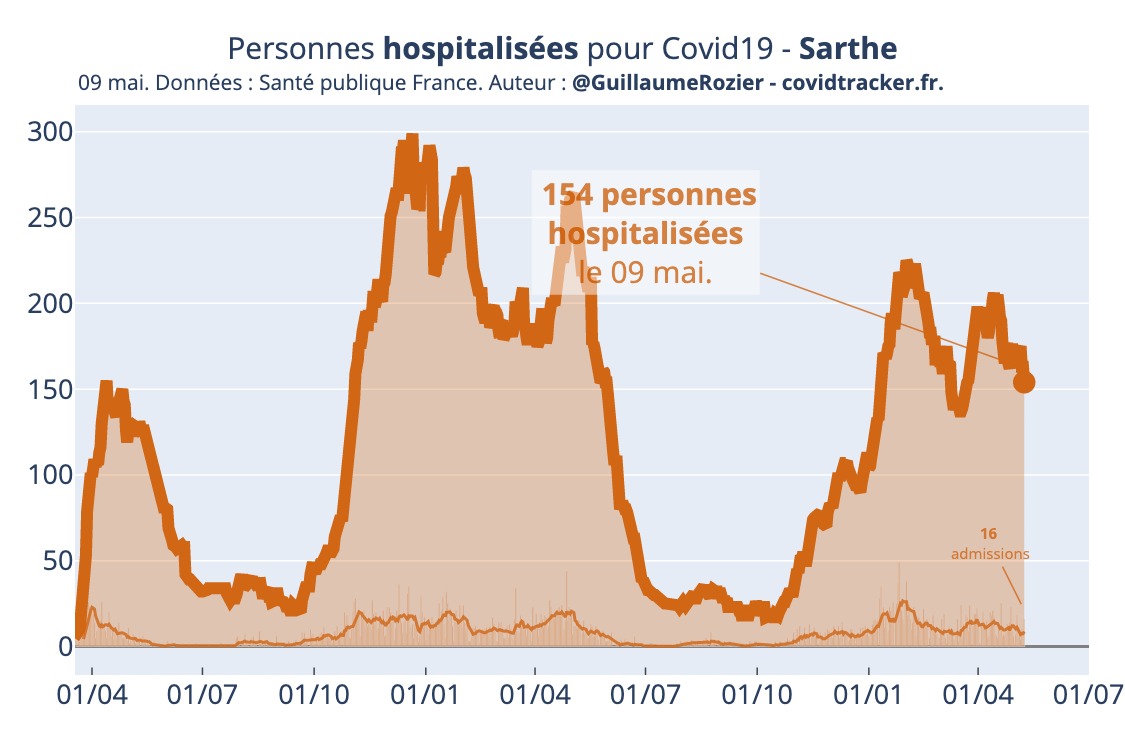 Personnes hospitalisées pour Covid19 - Sarthe
09 mai. Données : Santé publique France. Auteur : @GuillaumeRozier - covidtracker.fr.
300
250
200
150
100
50
0
154 personnes
hospitalisées
le 09 mai.
16
admissions
01/04 01/07 01/10 01/01 01/04 01/07 01/10 01/01 01/04 01/07